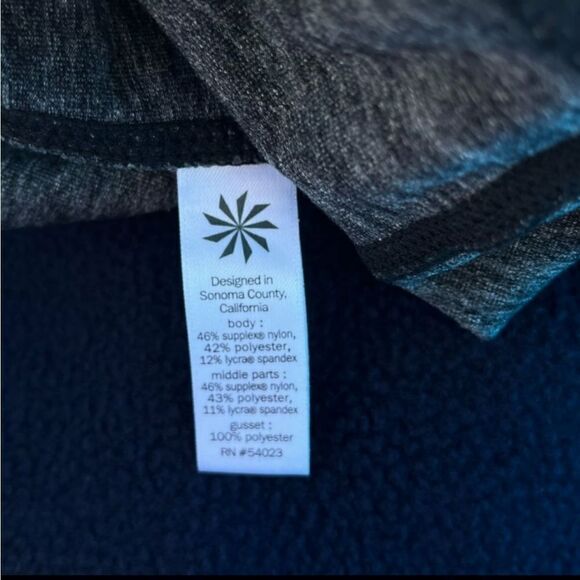 Designed in
Sonoma County,
California
body :
46% supplex® nylon,
42% polyester,
12% lycra® spandex
middle parts :
46% supplex® nylon,
43% polyester,
11% lycra® spandex
gusset :
100% polyester
RN #54023